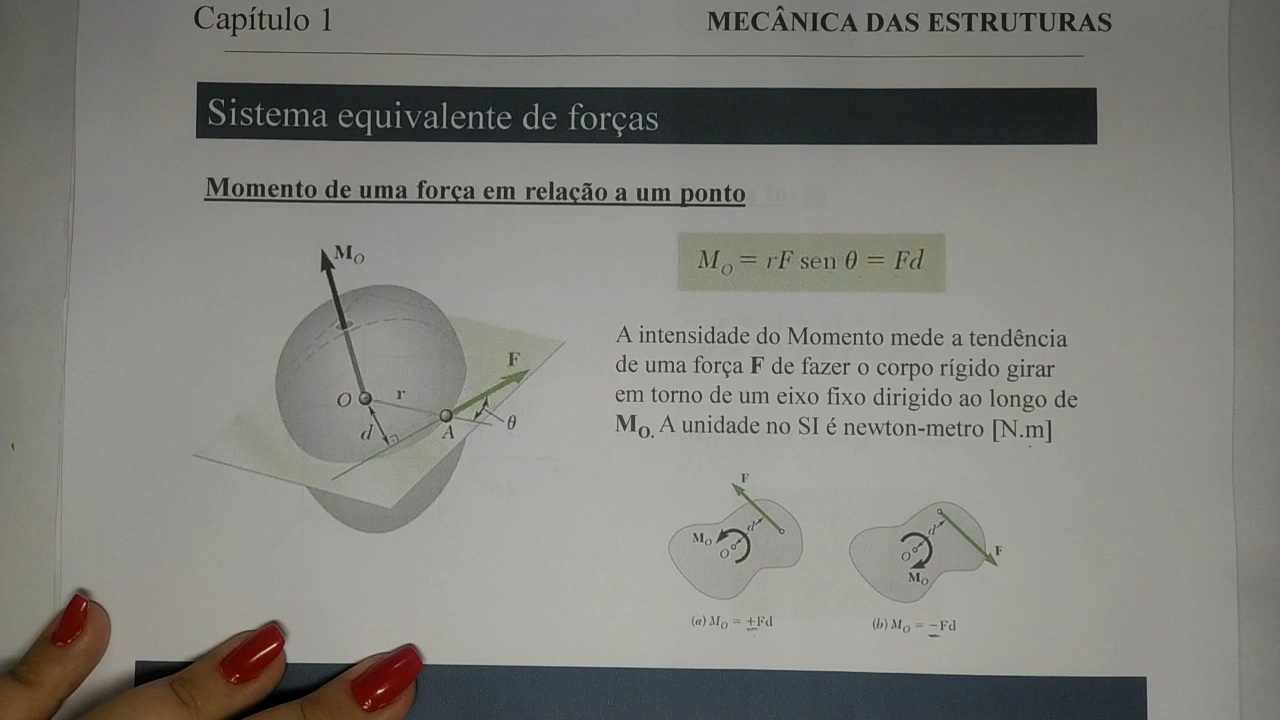 Capítulo 1
MECÂNICA DAS ESTRUTURAS
Sistema equivalente de forças
Momento de uma força em relação a um ponto
M_O = rF sen θ = Fd
M_O
F
O
r
d
A
θ
A intensidade do Momento mede a tendência
de uma força F de fazer o corpo rígido girar
em torno de um eixo fixo dirigido ao longo de
M_O. A unidade no SI é newton-metro [N.m]
F
M_O
d
O
(a) M_O = +Fd
d
O
F
M_O
(b) M_O = −Fd